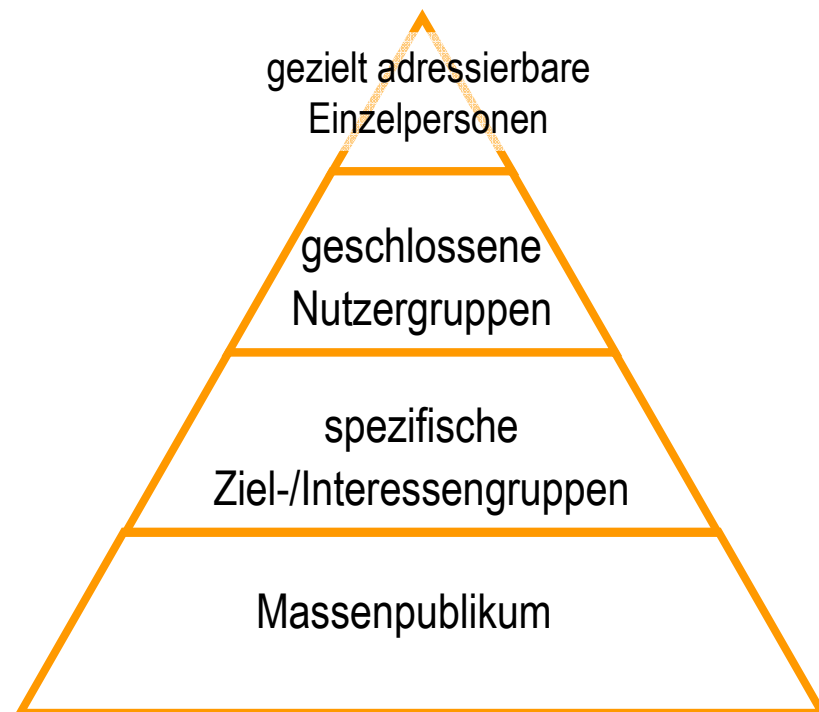 gezielt adressierbare
Einzelpersonen
geschlossene
Nutzergruppen
spezifische
Ziel-/Interessengruppen
Massenpublikum